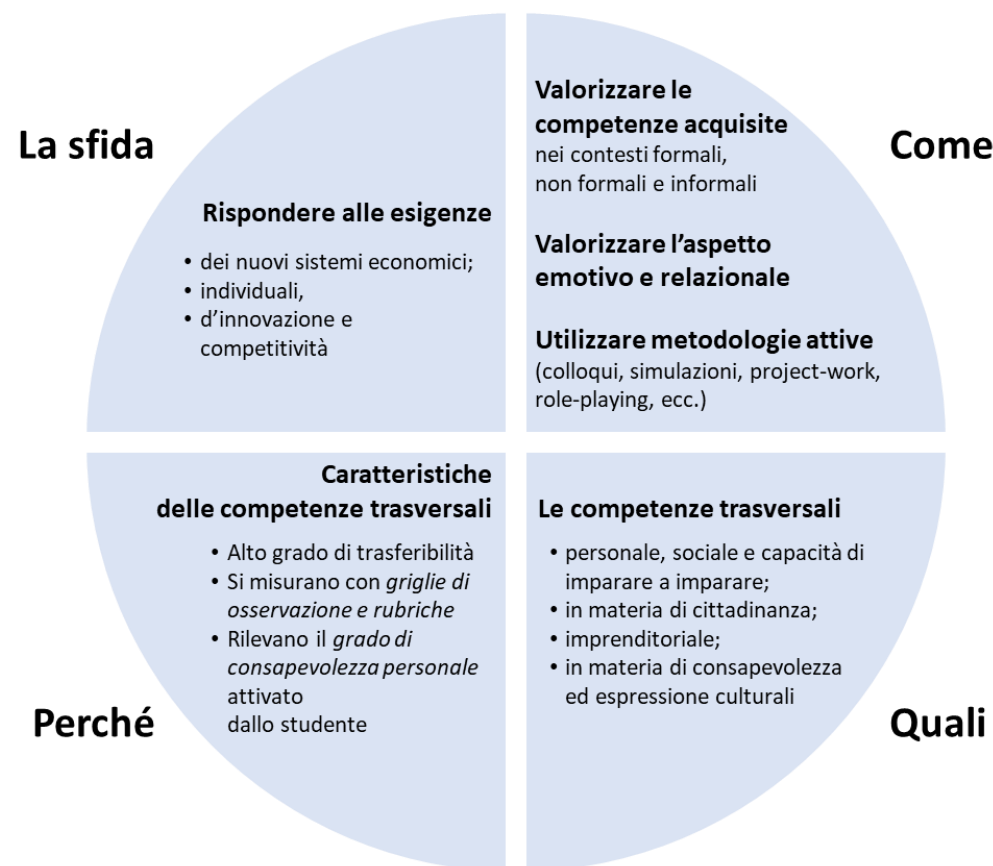 La sfida
Rispondere alle esigenze
• dei nuovi sistemi economici;
• individuali,
• d’innovazione e
competitività
Come
Valorizzare le
competenze acquisite
nei contesti formali,
non formali e informali
Valorizzare l’aspetto
emotivo e relazionale
Utilizzare metodologie attive
(colloqui, simulazioni, project-work,
role-playing, ecc.)
Perché
Caratteristiche
delle competenze trasversali
• Alto grado di trasferibilità
• Si misurano con griglie di
osservazione e rubriche
• Rilevano il grado di
consapevolezza personale
attivato
dallo studente
Quali
Le competenze trasversali
• personale, sociale e capacità di
imparare a imparare;
• in materia di cittadinanza;
• imprenditoriale;
• in materia di consapevolezza
ed espressione culturali